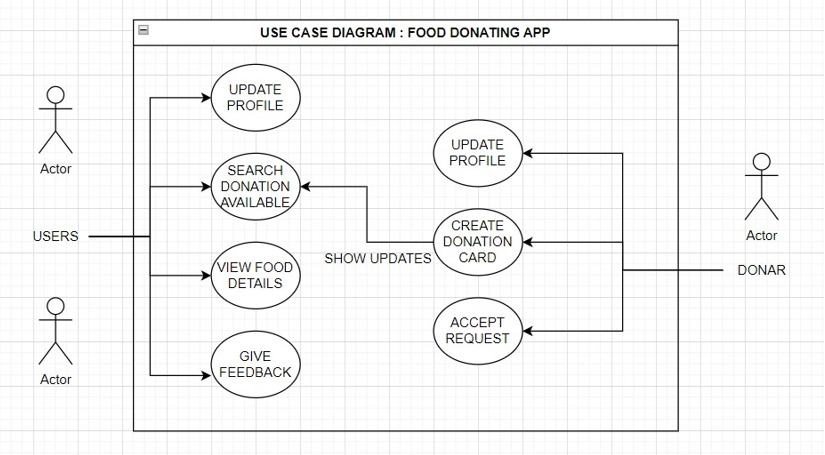 USE CASE DIAGRAM : FOOD DONATING APP
UPDATE
PROFILE
Actor
SEARCH
DONATION
AVAILABLE
USERS
VIEW FOOD
DETAILS
Actor
GIVE
FEEDBACK
SHOW UPDATES
UPDATE
PROFILE
CREATE
DONATION
CARD
ACCEPT
REQUEST
Actor
DONAR